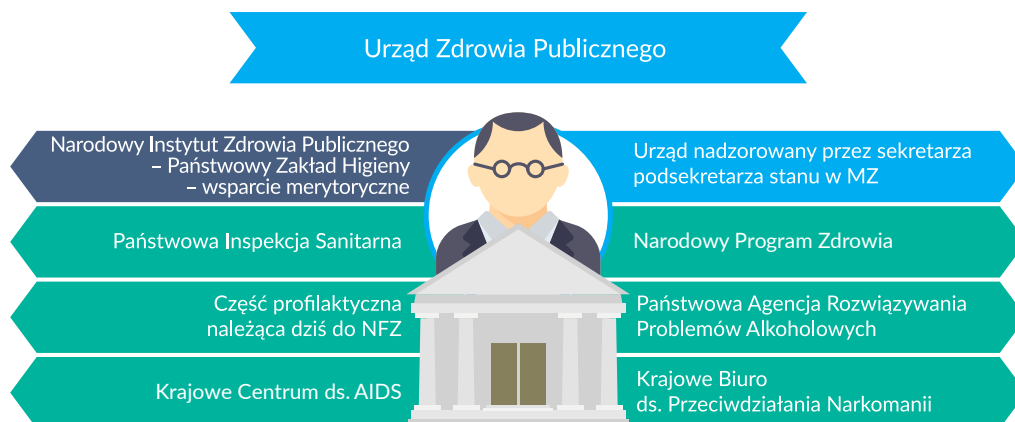 Urząd Zdrowia Publicznego
Narodowy Instytut Zdrowia Publicznego
– Państwowy Zakład Higieny
– wsparcie merytoryczne
Urząd nadzorowany przez sekretarza
podsekretarza stanu w MZ
Państwowa Inspekcja Sanitarna
Narodowy Program Zdrowia
Część profilaktyczna
należąca dziś do NFZ
Państwowa Agencja Rozwiązywania
Problemów Alkoholowych
Krajowe Centrum ds. AIDS
Krajowe Biuro
ds. Przeciwdziałania Narkomanii